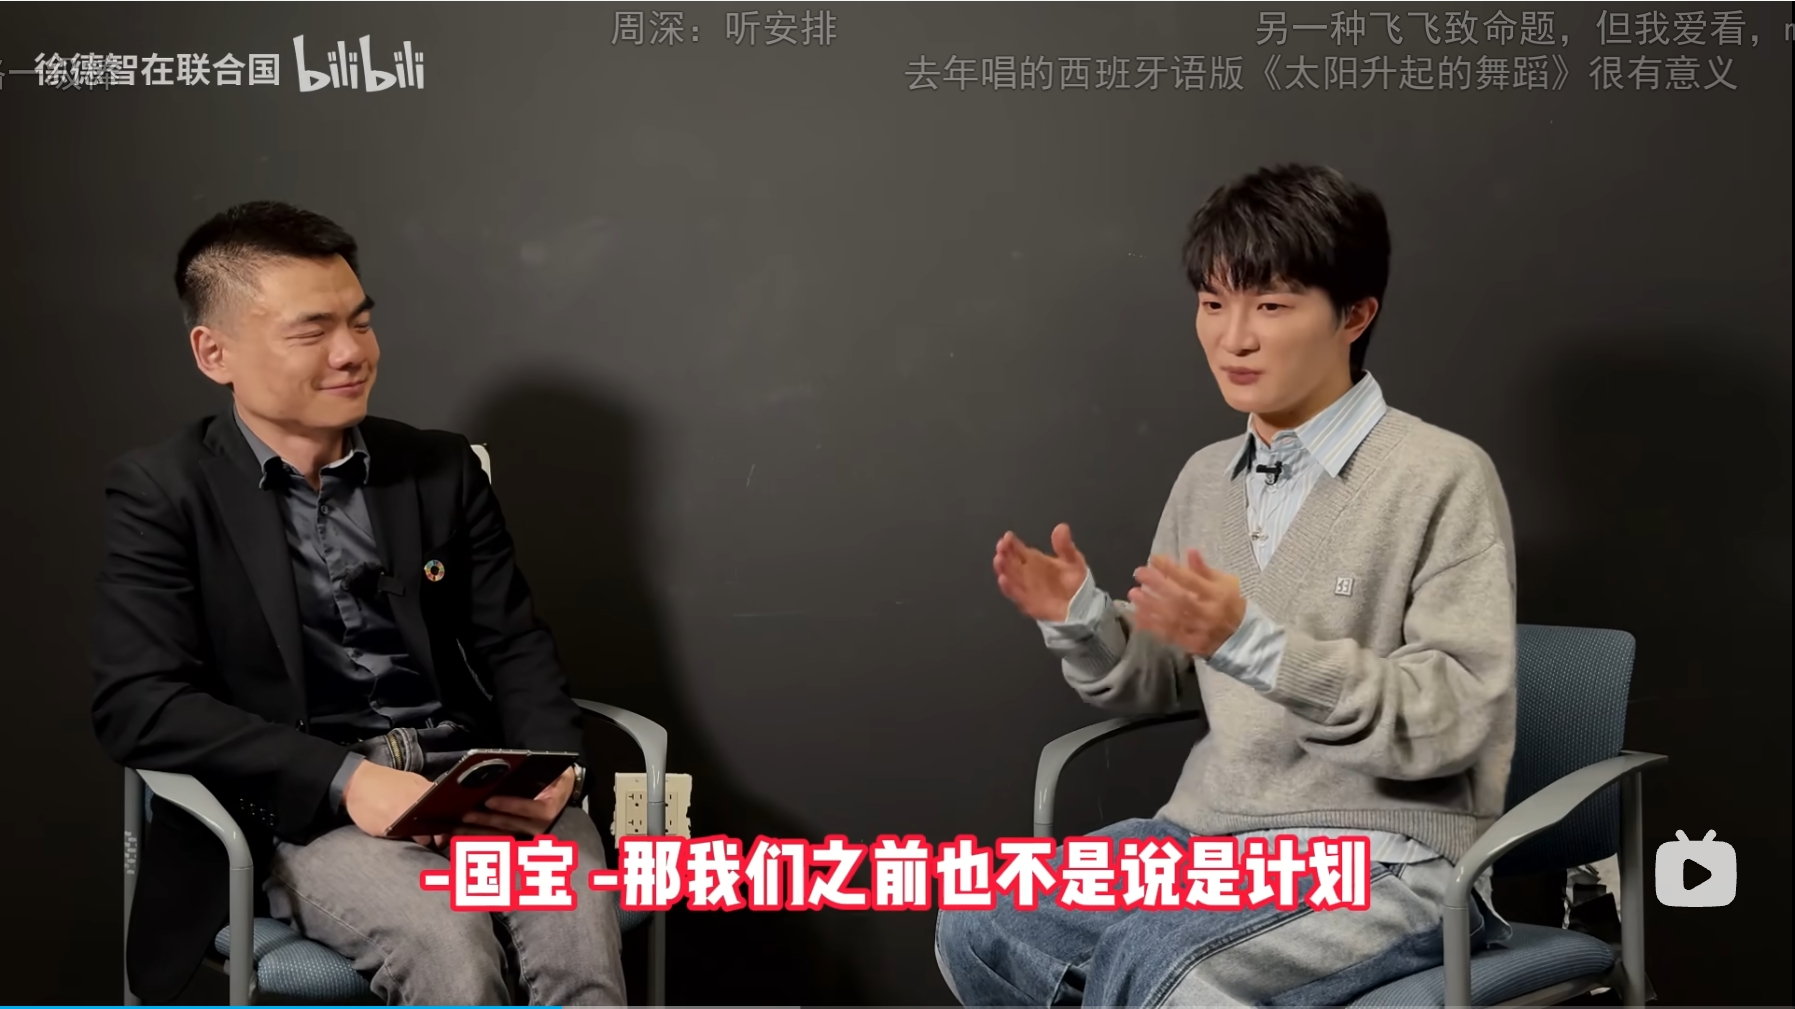 周深：听安排
另一种飞飞致命题，但我爱看，
徐德智在联合国 bilibili
去年唱的西班牙语版《太阳升起的舞蹈》很有意义
-国宝 -那我们之前也不是说是计划